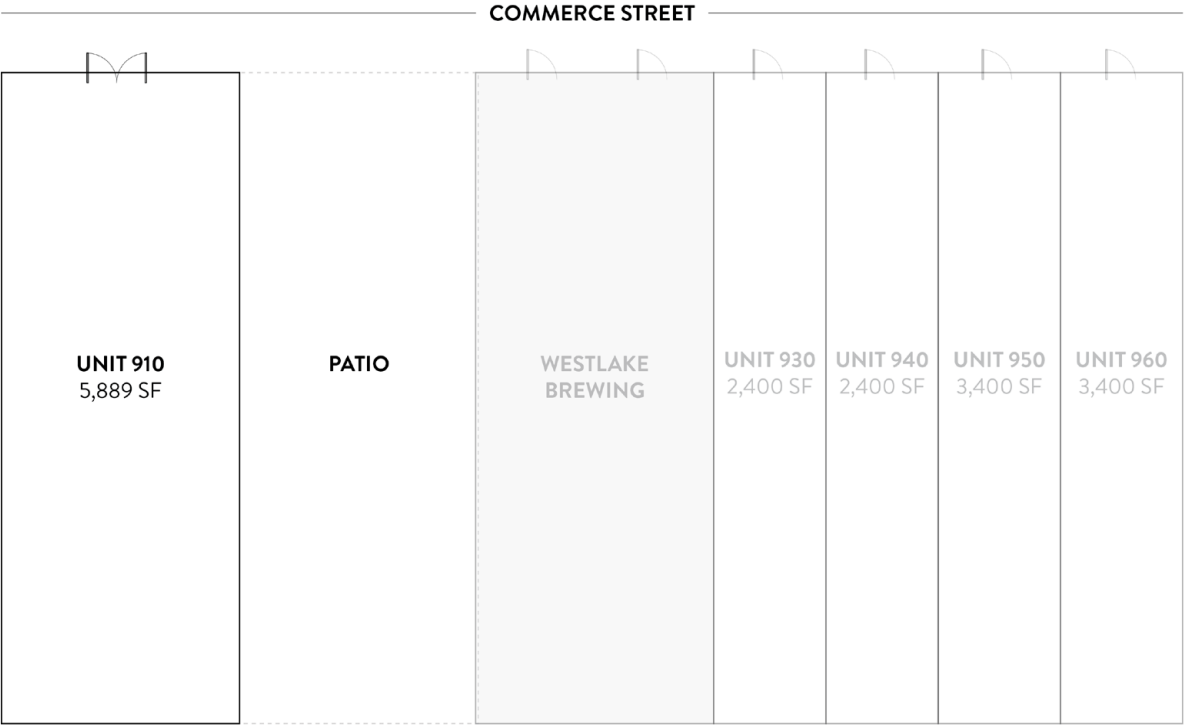 COMMERCE STREET
UNIT 910
5,889 SF
PATIO
WESTLAKE
BREWING
UNIT 930
2,400 SF
UNIT 940
2,400 SF
UNIT 950
3,400 SF
UNIT 960
3,400 SF